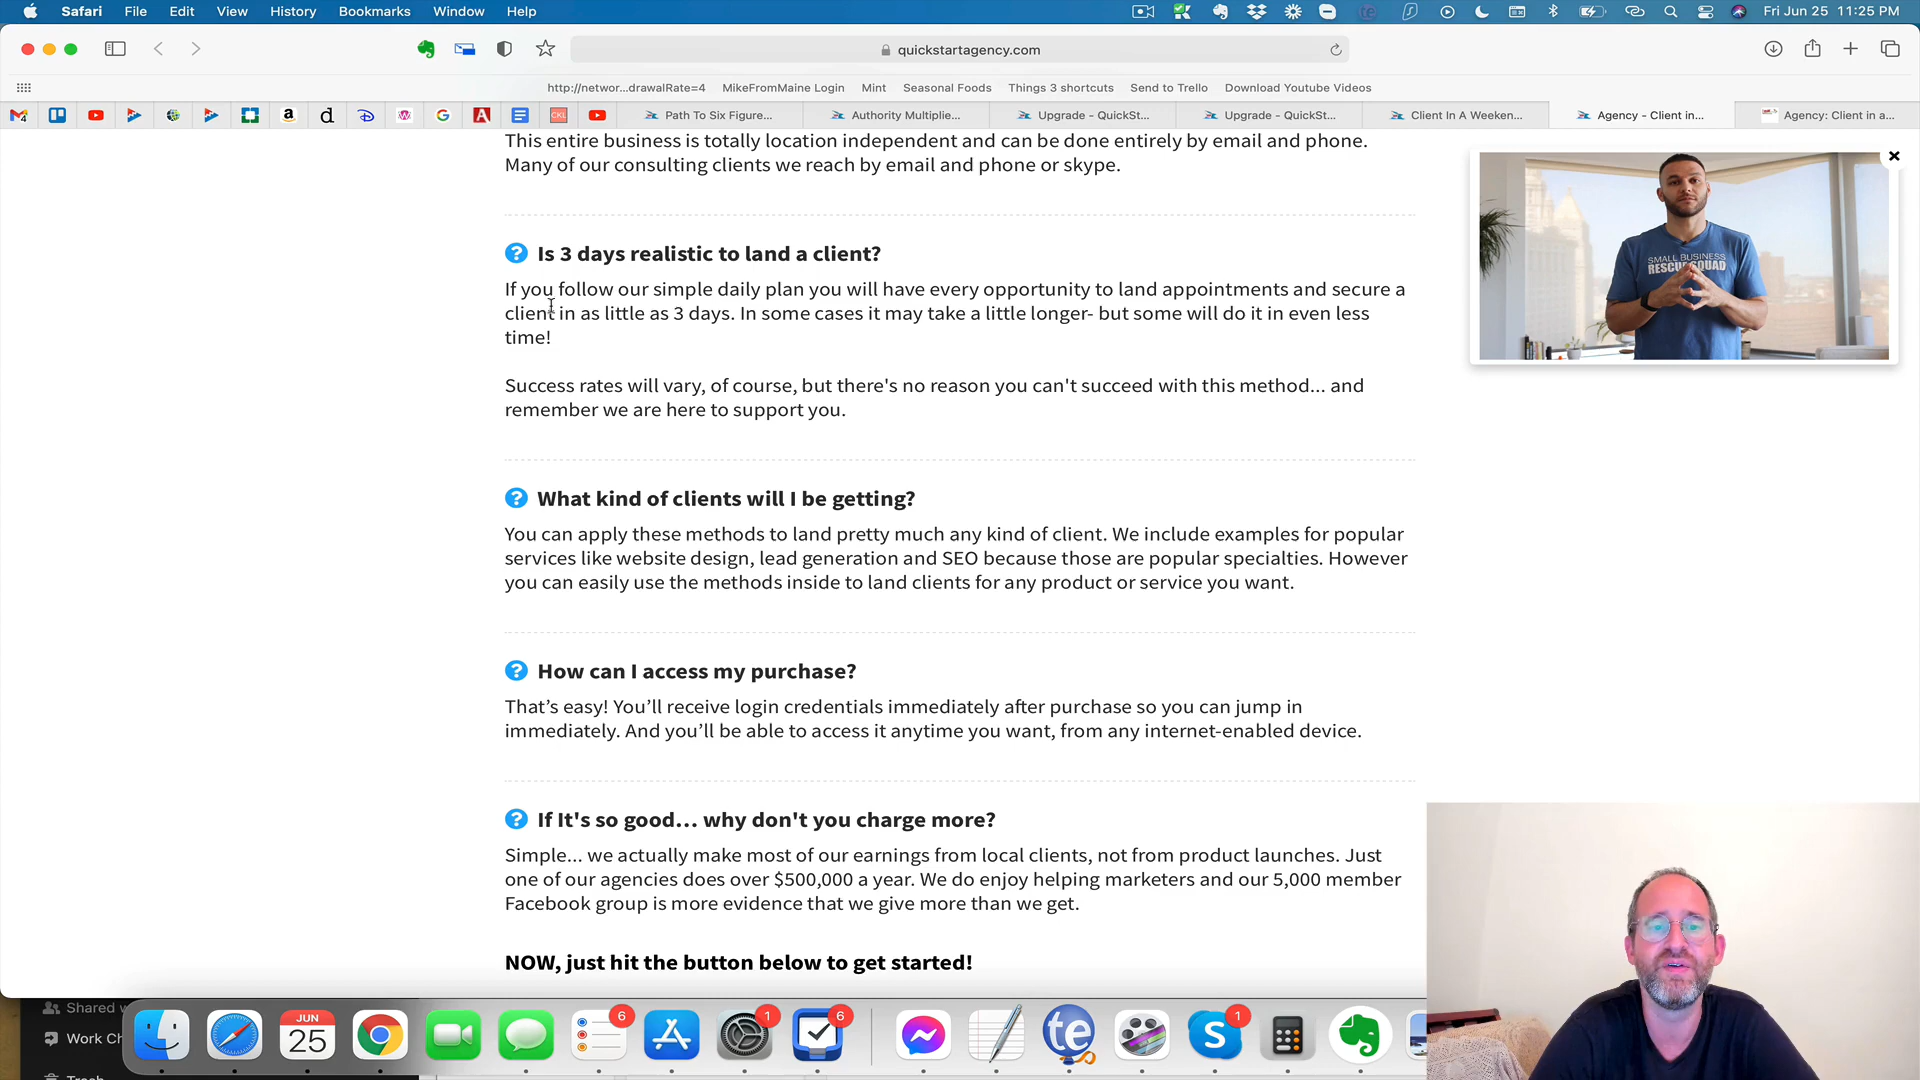 Safari File Edit View History Bookmarks Window Help
Fri Jun 25 11:25 PM
quickstartagency.com
http://networ...drawalRate=4 MikeFromMaine Login Mint Seasonal Foods Things 3 shortcuts Send to Trello Download Youtube Videos
Path To Six Figure... Authority Multiplie... Upgrade - QuickSt... Upgrade - QuickSt... Client In A Weeken... Agency - Client in... Agency: Client in a...
This entire business is totally location independent and can be done entirely by email and phone.
Many of our consulting clients we reach by email and phone or skype.
Is 3 days realistic to land a client?
If you follow our simple daily plan you will have every opportunity to land appointments and secure a
client in as little as 3 days. In some cases it may take a little longer- but some will do it in even less
time!
Success rates will vary, of course, but there's no reason you can't succeed with this method... and
remember we are here to support you.
What kind of clients will I be getting?
You can apply these methods to land pretty much any kind of client. We include examples for popular
services like website design, lead generation and SEO because those are popular specialties. However
you can easily use the methods inside to land clients for any product or service you want.
How can I access my purchase?
That’s easy! You’ll receive login credentials immediately after purchase so you can jump in
immediately. And you’ll be able to access it anytime you want, from any internet-enabled device.
If It's so good... why don't you charge more?
Simple... we actually make most of our earnings from local clients, not from product launches. Just
one of our agencies does over $500,000 a year. We do enjoy helping marketers and our 5,000 member
Facebook group is more evidence that we give more than we get.
NOW, just hit the button below to get started!
SMALL BUSINESS
RESCUE SQUAD
Shared w
Work Ch
JUN
25
6
1
6
te
1